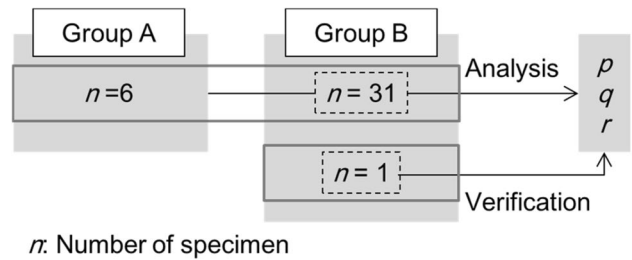 Group A
Group B
n=6
n= 31
Analysis
p
q
r
n= 1
Verification
n: Number of specimen